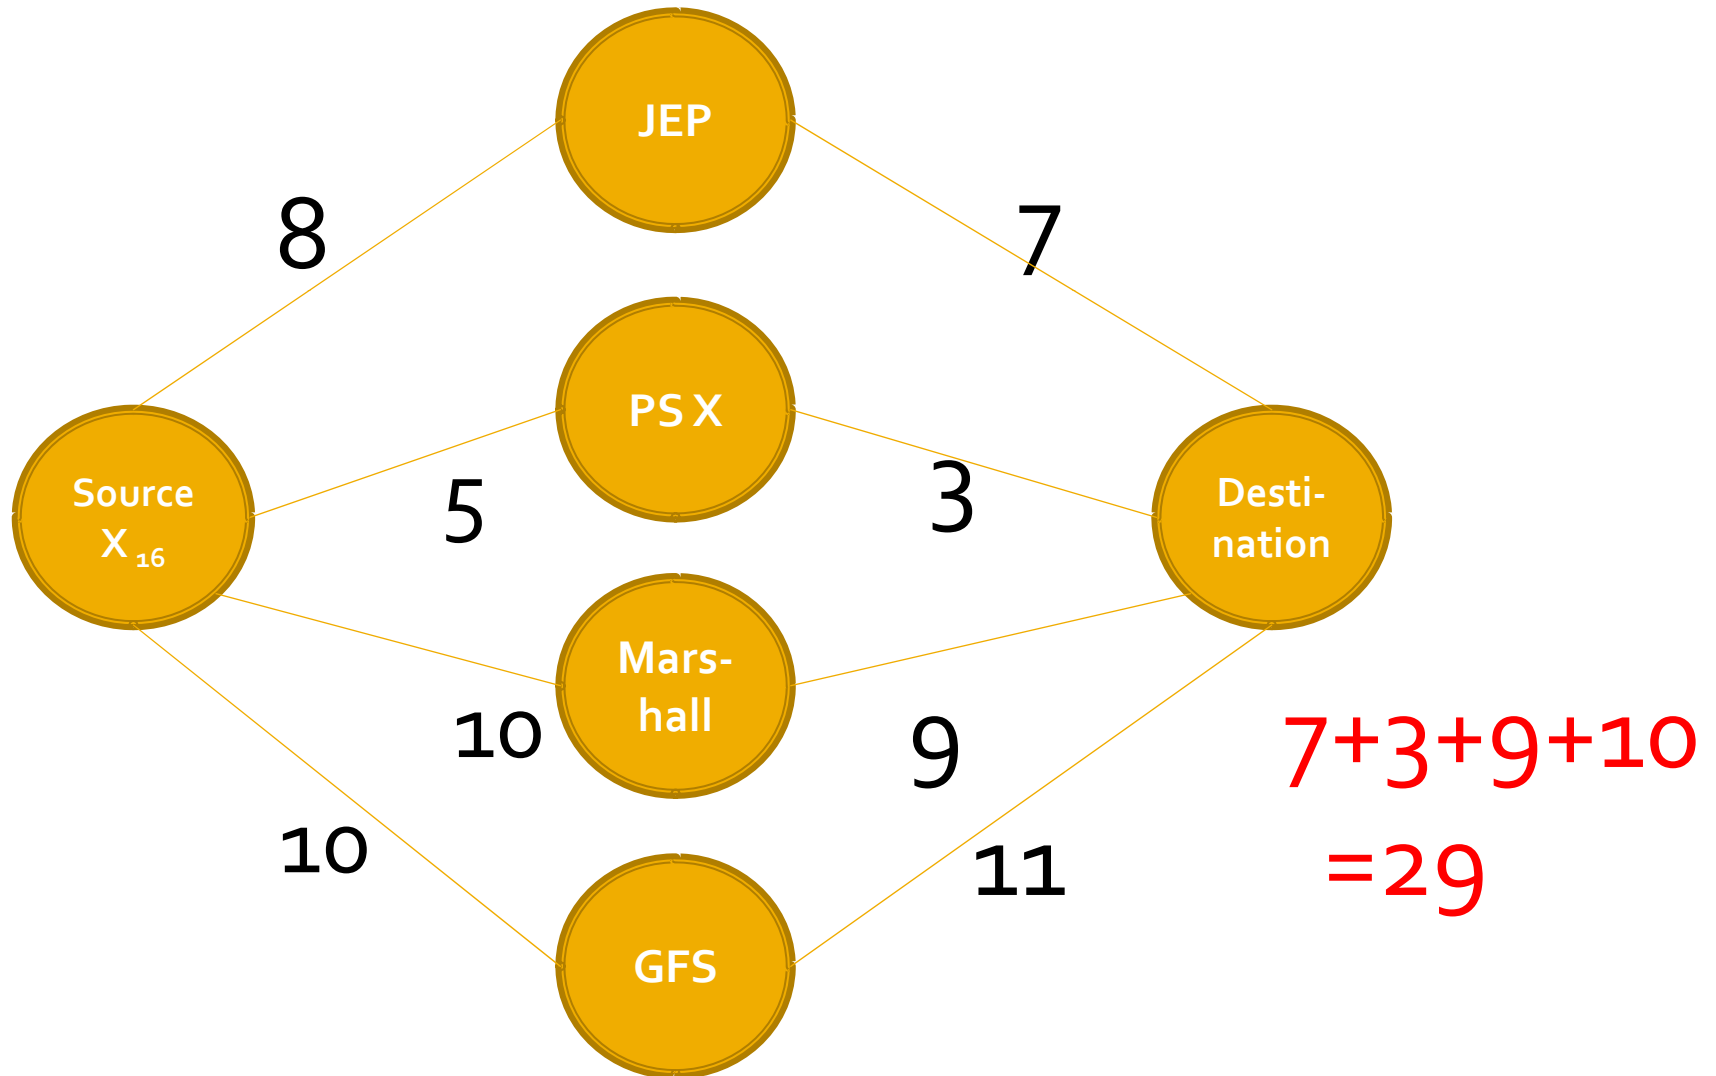 JEP
8
7
PS X
Source
X 16
5
3
Desti-
nation
Mars-
hall
10
9
7+3+9+10
=29
10
11
GFS